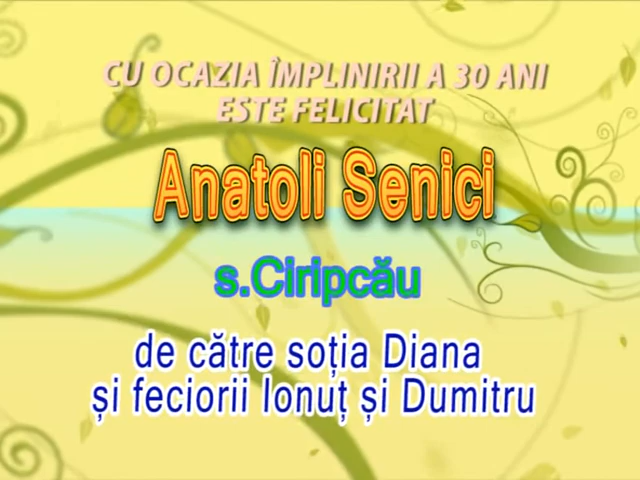 CU OCAZIA ÎMPLINIRII A 30 ANI
ESTE FELICITAT
Anatoli Senici
s.Ciripcău
de către soția Diana
și feciorii Ionuț și Dumitru